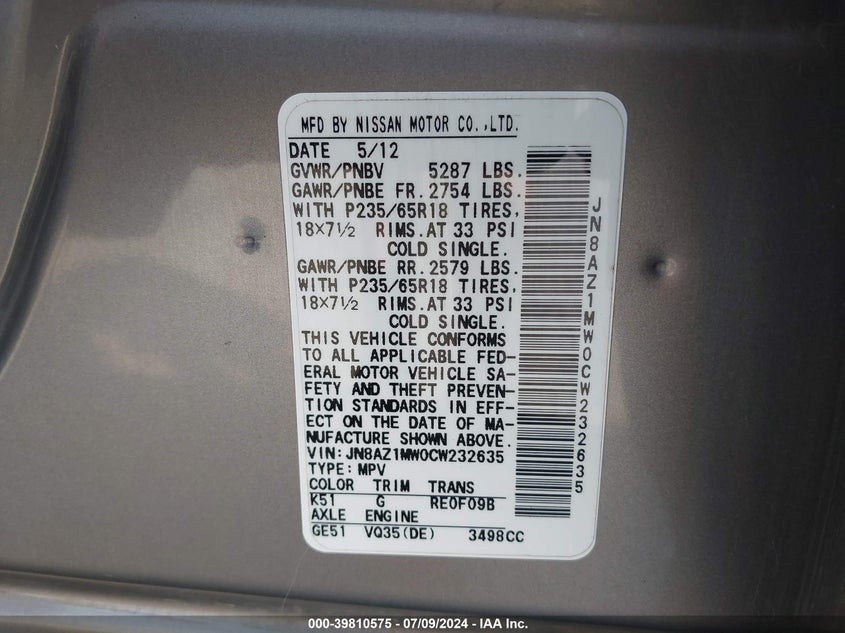 MFD BY NISSAN MOTOR CO.,LTD.
DATE 5/12
GVWR/PNBV 5287 LBS.
GAWR/PNBE FR. 2754 LBS.
WITH P235/65R18 TIRES,
18×7½ RIMS.AT 33 PSI
COLD SINGLE.
GAWR/PNBE RR. 2579 LBS.
WITH P235/65R18 TIRES,
18×7½ RIMS.AT 33 PSI
COLD SINGLE.
THIS VEHICLE CONFORMS
TO ALL APPLICABLE FED-
ERAL MOTOR VEHICLE SA-
FETY AND THEFT PREVEN-
TION STANDARDS IN EFF-
ECT ON THE DATE OF MA-
NUFACTURE SHOWN ABOVE.
VIN:JN8AZ1MW0CW232635
TYPE:MPV
COLOR TRIM TRANS
K51 G RE0F09B
AXLE ENGINE
GE51 VQ35(DE) 3498CC
JN8AZ1MW0CW232635
000-39810575 - 07/09/2024 - IAA Inc.